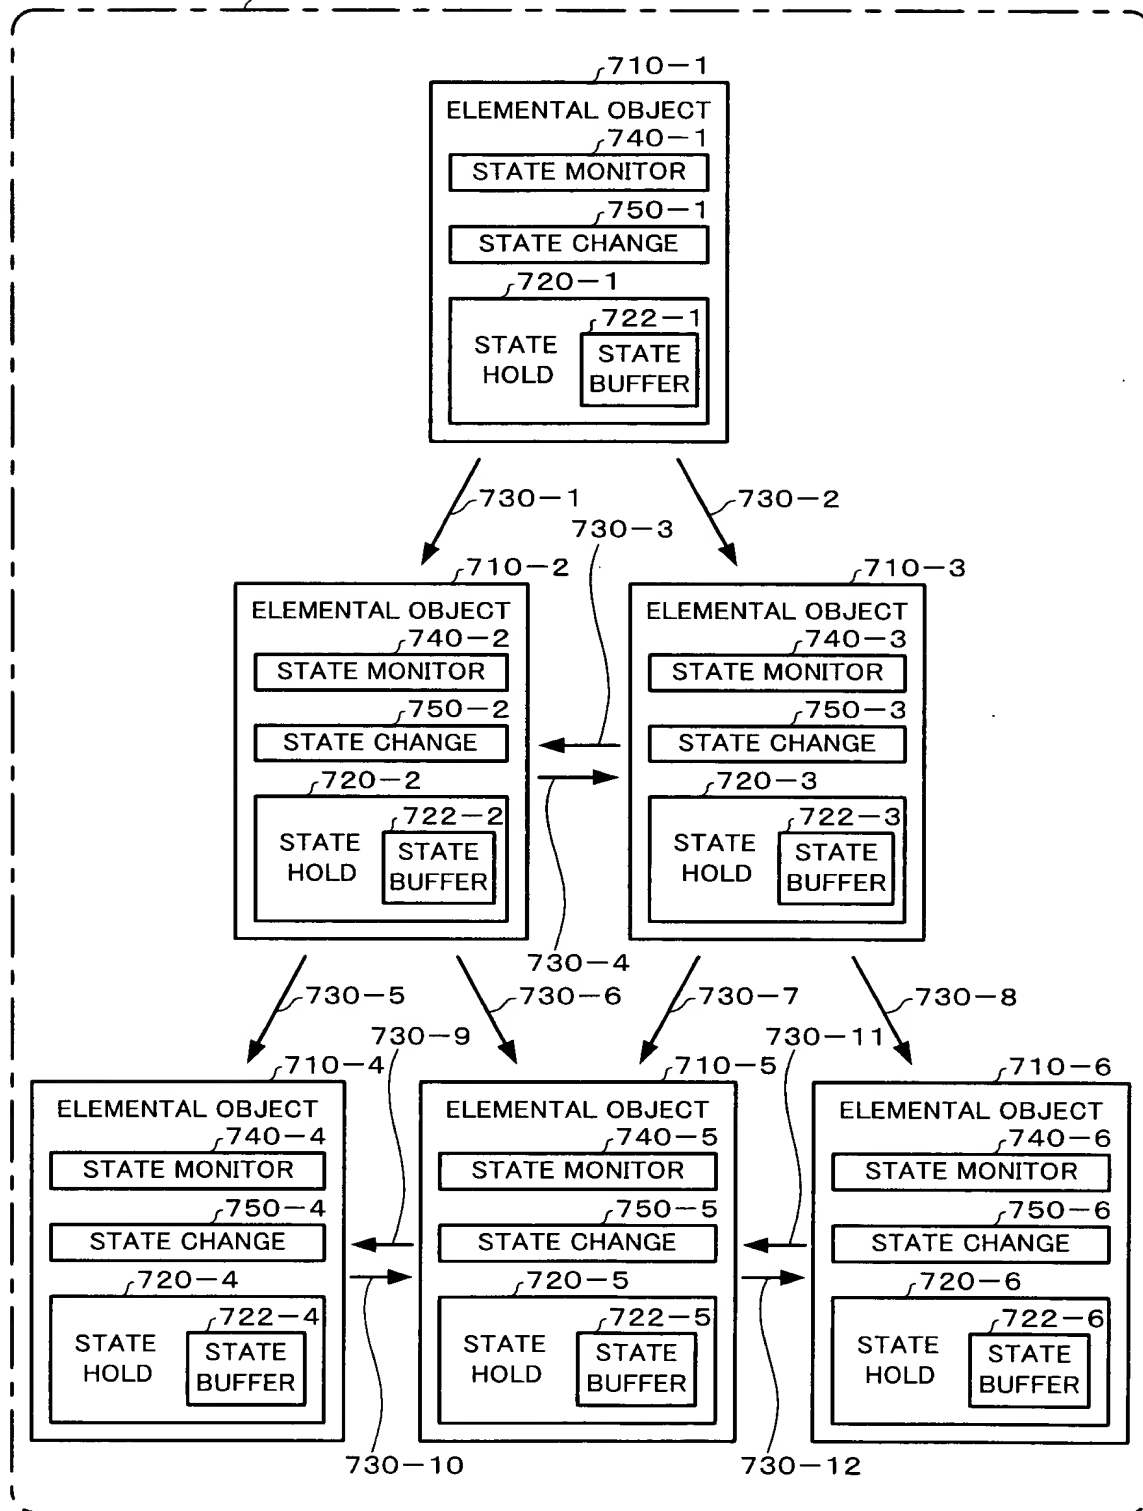 710-1
ELEMENTAL OBJECT
740-1
STATE MONITOR
750-1
STATE CHANGE
720-1
722-1
STATE HOLD
STATE BUFFER
730-1
730-2
730-3
710-2
710-3
ELEMENTAL OBJECT
ELEMENTAL OBJECT
740-2
740-3
STATE MONITOR
STATE MONITOR
750-2
750-3
STATE CHANGE
STATE CHANGE
720-2
720-3
722-2
722-3
STATE HOLD
STATE BUFFER
STATE HOLD
STATE BUFFER
730-4
730-5
730-6
730-7
730-8
730-9
730-11
710-4
710-5
710-6
ELEMENTAL OBJECT
ELEMENTAL OBJECT
ELEMENTAL OBJECT
740-4
740-5
740-6
STATE MONITOR
STATE MONITOR
STATE MONITOR
750-4
750-5
750-6
STATE CHANGE
STATE CHANGE
STATE CHANGE
720-4
720-5
720-6
722-4
722-5
722-6
STATE HOLD
STATE BUFFER
STATE HOLD
STATE BUFFER
STATE HOLD
STATE BUFFER
730-10
730-12